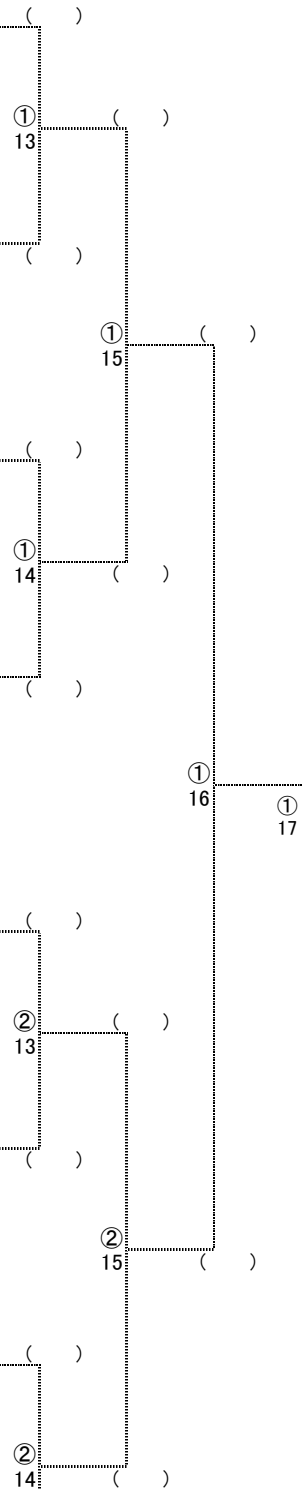 (　　)
①　(　　)
13
(　　)
①　(　　)
15
(　　)
①
14　(　　)
(　　)
①
16　①
17
(　　)
②　(　　)
13
(　　)
②
15　(　　)
(　　)
②
14　(　　)